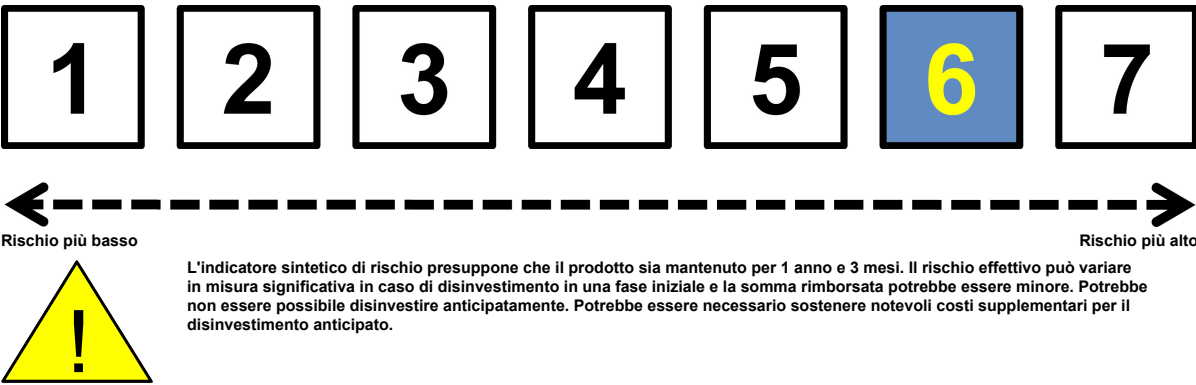 1 2 3 4 5 6 7
Rischio più basso Rischio più alto
L'indicatore sintetico di rischio presuppone che il prodotto sia mantenuto per 1 anno e 3 mesi. Il rischio effettivo può variare
in misura significativa in caso di disinvestimento in una fase iniziale e la somma rimborsata potrebbe essere minore. Potrebbe
non essere possibile disinvestire anticipatamente. Potrebbe essere necessario sostenere notevoli costi supplementari per il
disinvestimento anticipato.
!